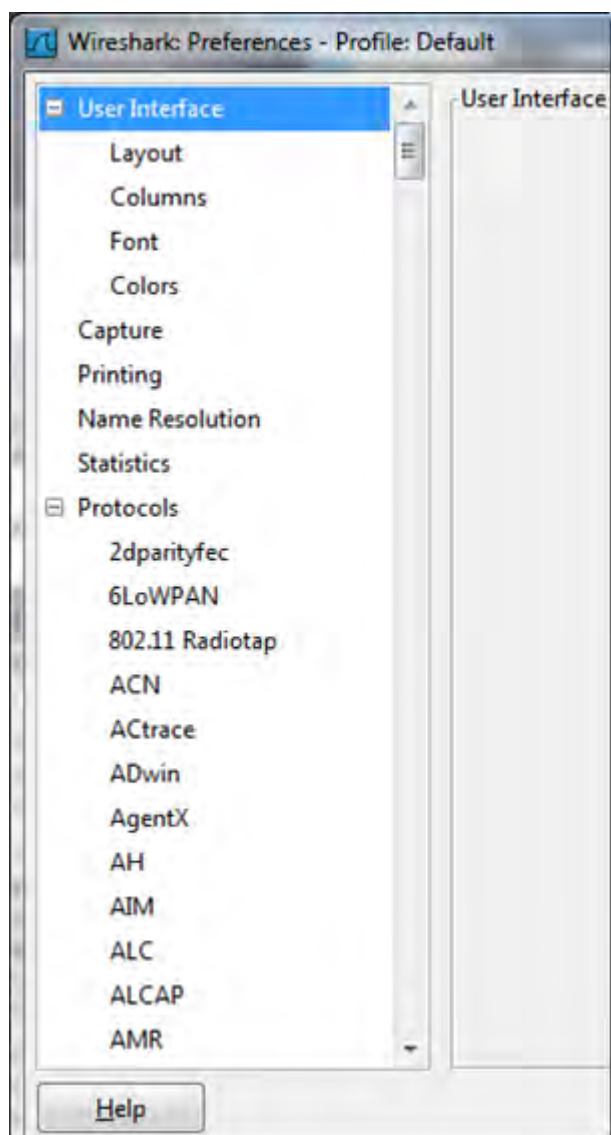 Wireshark: Preferences - Profile: Default
User Interface
Layout
Columns
Font
Colors
Capture
Printing
Name Resolution
Statistics
Protocols
2dparityfec
6LoWPAN
802.11 Radiotap
ACN
ACtrace
ADwin
AgentX
AH
AIM
ALC
ALCAP
AMR
Help
User Interface